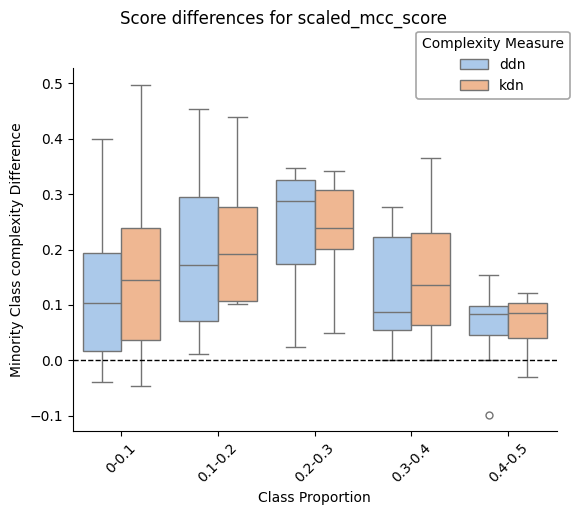 Score differences for scaled_mcc_score
Complexity Measure
ddn
kdn
Minority Class complexity Difference
0.5
0.4
0.3
0.2
0.1
0.0
−0.1
0-0.1
0.1-0.2
0.2-0.3
0.3-0.4
0.4-0.5
Class Proportion